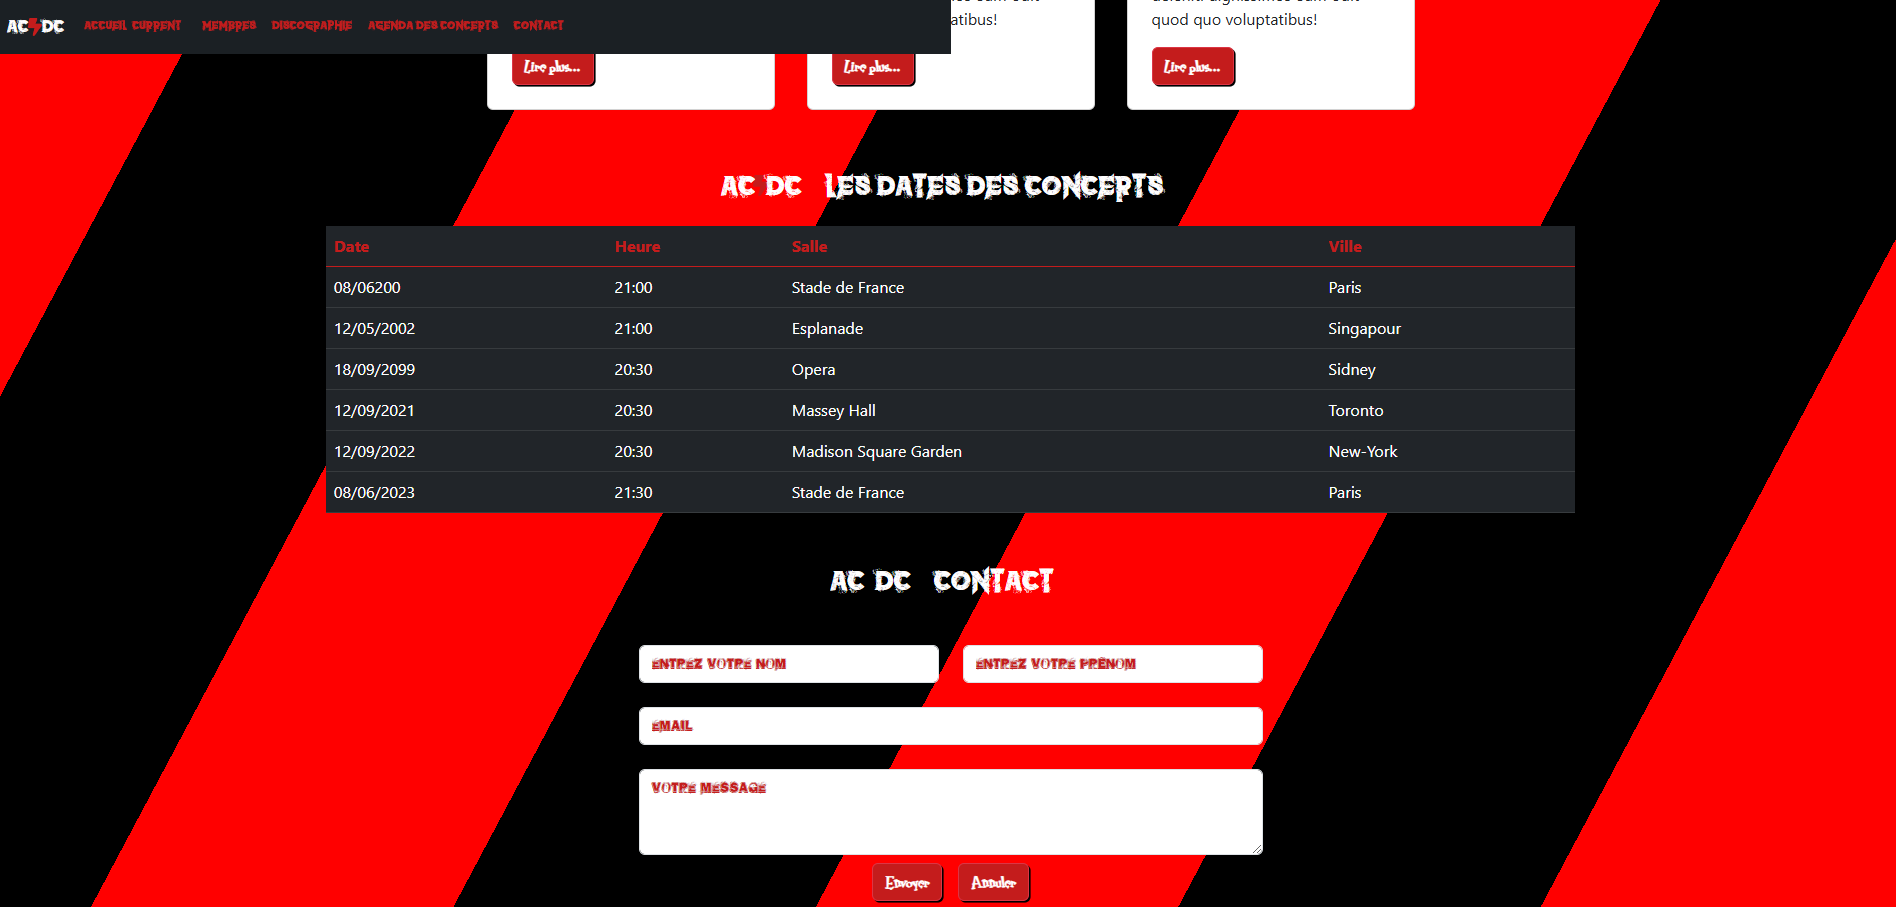 AC DC ACCUEIL CURRENT MEMBRES DISCOGRAPHIE AGENDA DES CONCERTS CONTACT
atibus!
quod quo voluptatibus!
Lire plus... Lire plus... Lire plus...
AC DC LES DATES DES CONCERTS
Date Heure Salle Ville
08/06200 21:00 Stade de France Paris
12/05/2002 21:00 Esplanade Singapour
18/09/2099 20:30 Opera Sidney
12/09/2021 20:30 Massey Hall Toronto
12/09/2022 20:30 Madison Square Garden New-York
08/06/2023 21:30 Stade de France Paris
AC DC CONTACT
ENTREZ VOTRE NOM ENTREZ VOTRE PRÉNOM
EMAIL
VOTRE MESSAGE
Envoyer Annuler